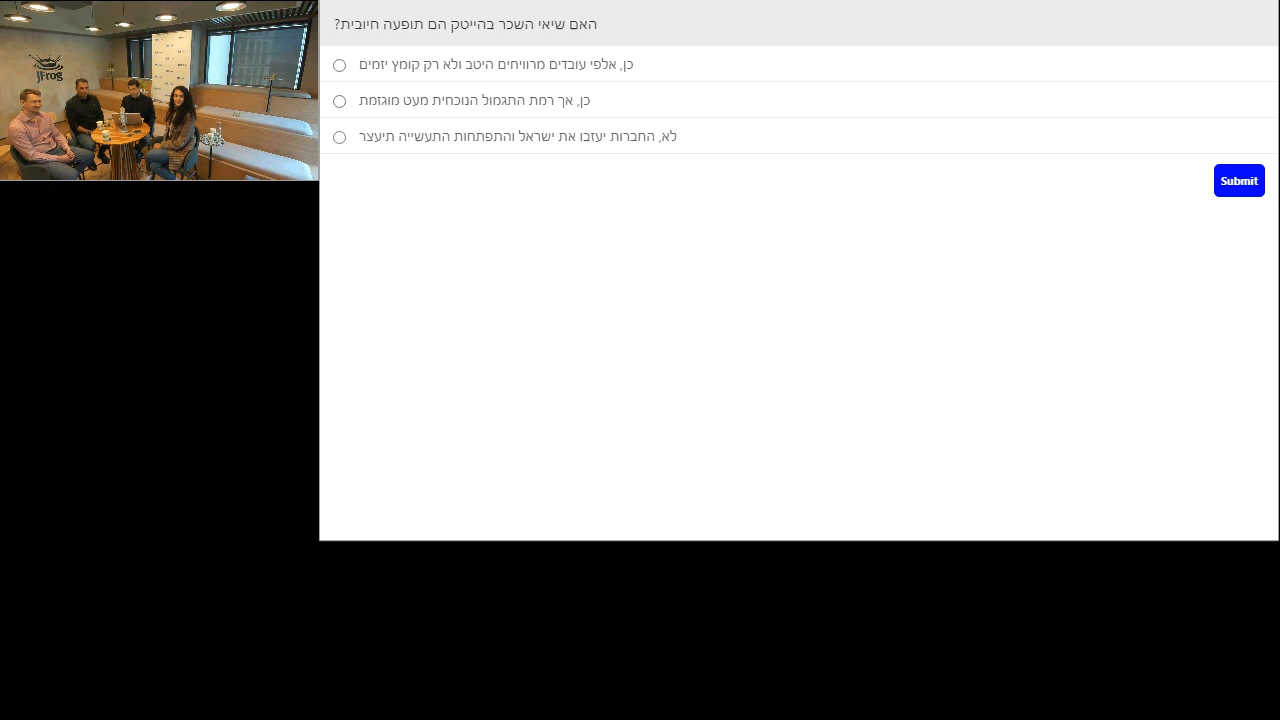 JFrog
האם שיאי השכר בהייטק הם תופעה חיובית?
כן, אלפי עובדים מרוויחים היטב ולא רק קומץ יזמים
כן, אך רמת התגמול הנוכחית מעט מוגזמת
לא, החברות יעזבו את ישראל והתפתחות התעשייה תיעצר
Submit